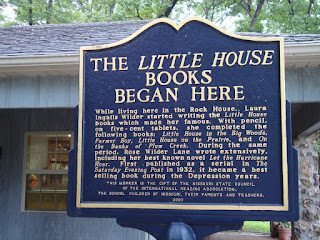 THE LITTLE HOUSE
BOOKS
BEGAN HERE
While living here in the Rock House, Laura
Ingalls Wilder started writing the Little House
books which made her famous. With pencil,
on five-cent tablets, she completed the
following books: Little House in the Big Woods,
Farmer Boy, Little House on the Prairie, and On
the Banks of Plum Creek. During the same
period, Rose Wilder Lane wrote extensively,
including her best known novel Let the Hurricane
Roar. First published as a serial in The
Saturday Evening Post in 1932, it became a best
selling book during the Depression years.
THIS MARKER IS THE GIFT OF THE MISSOURI STATE COUNCIL
OF THE INTERNATIONAL READING ASSOCIATION,
THE SCHOOL CHILDREN OF MISSOURI, THEIR PARENTS AND TEACHERS.